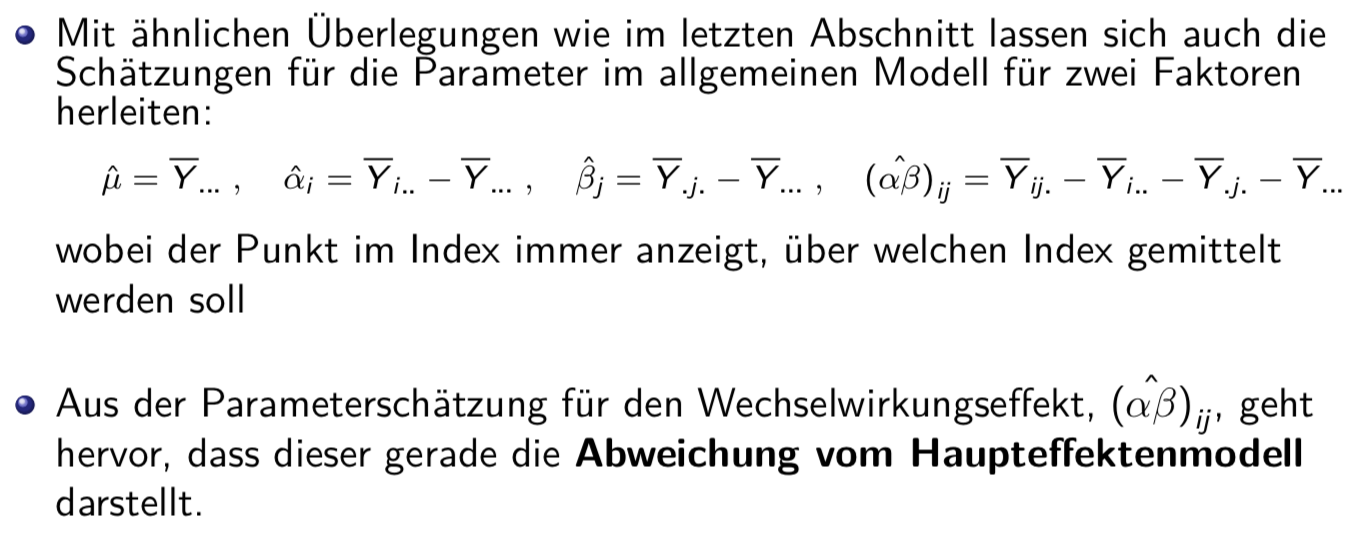 Mit ähnlichen Überlegungen wie im letzten Abschnitt lassen sich auch die
Schätzungen für die Parameter im allgemeinen Modell für zwei Faktoren
herleiten:
$\hat{\mu} = \overline{Y}_{...}\,, \quad \hat{\alpha}_i = \overline{Y}_{i..} - \overline{Y}_{...}\,, \quad \hat{\beta}_j = \overline{Y}_{.j.} - \overline{Y}_{...}\,, \quad (\hat{\alpha\beta})_{ij} = \overline{Y}_{ij.} - \overline{Y}_{i..} - \overline{Y}_{.j.} - \overline{Y}_{...}$
wobei der Punkt im Index immer anzeigt, über welchen Index gemittelt
werden soll
Aus der Parameterschätzung für den Wechselwirkungseffekt, $(\hat{\alpha\beta})_{ij}$, geht
hervor, dass dieser gerade die Abweichung vom Haupteffektenmodell
darstellt.